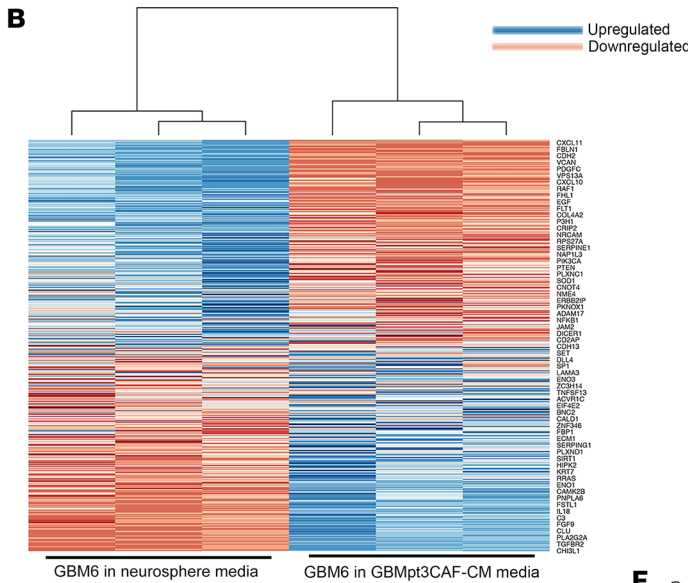 B
Upregulated
Downregulated
CXCL11
FBLN1
CDH2
VCAN
PDGFC
VPS13A
CXCL10
RAF1
FHL1
EGF
FLT1
COL4A2
P3H1
CRIP2
NRCAM
RPS27A
SERPINE1
NAP1L3
PIK3CA
PTEN
PLXNC1
SOD1
CNOT4
NME4
ERBB2IP
PKNOX1
ADAM17
NFKB1
JAM2
DICER1
CD2AP
CDH13
SET
DLL4
SP1
LAMA3
ENO3
ZC3H14
TNFSF13
ACVR1C
EIF4E2
BNC2
CALD1
ZNF346
FBP1
ECM1
SERPING1
PLXND1
SIRT1
HIPK2
KRT7
RRAS
ENO1
CAMK2B
PNPLA6
FSTL1
IL18
C3
FGF9
CLU
PLA2G2A
TGFBR2
CHI3L1
GBM6 in neurosphere media
GBM6 in GBMpt3CAF-CM media